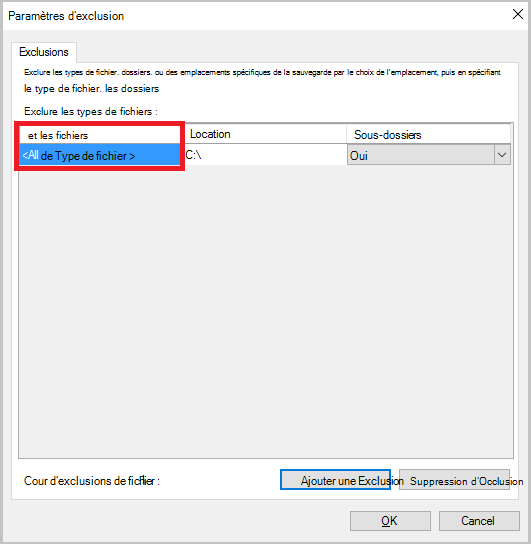 Paramètres d'exclusion
Exclusions
Exclure les types de fichier. dossiers. ou des emplacements spécifiques de la sauvegarde par le choix de l'emplacement, puis en spécifiant
le type de fichier. les dossiers
Exclure les types de fichiers :
et les fichiers Location Sous-dossiers
<All de Type de fichier > C:\ Oui
Cour d'exclusions de fichier : Ajouter une Exclusion Suppression d'Occlusion
OK Cancel